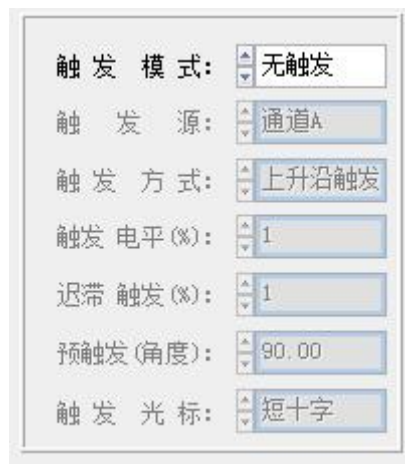 触发 模式: 无触发
触 发 源: 通道A
触发 方式: 上升沿触发
触发 电平(%): 1
迟带 触发(%): 1
预触发(角度): 90.00
触发 光标: 短十字